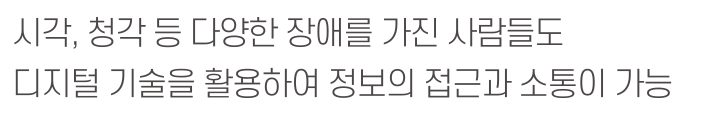 시각, 청각 등 다양한 장애를 가진 사람들도
디지털 기술을 활용하여 정보의 접근과 소통이 가능